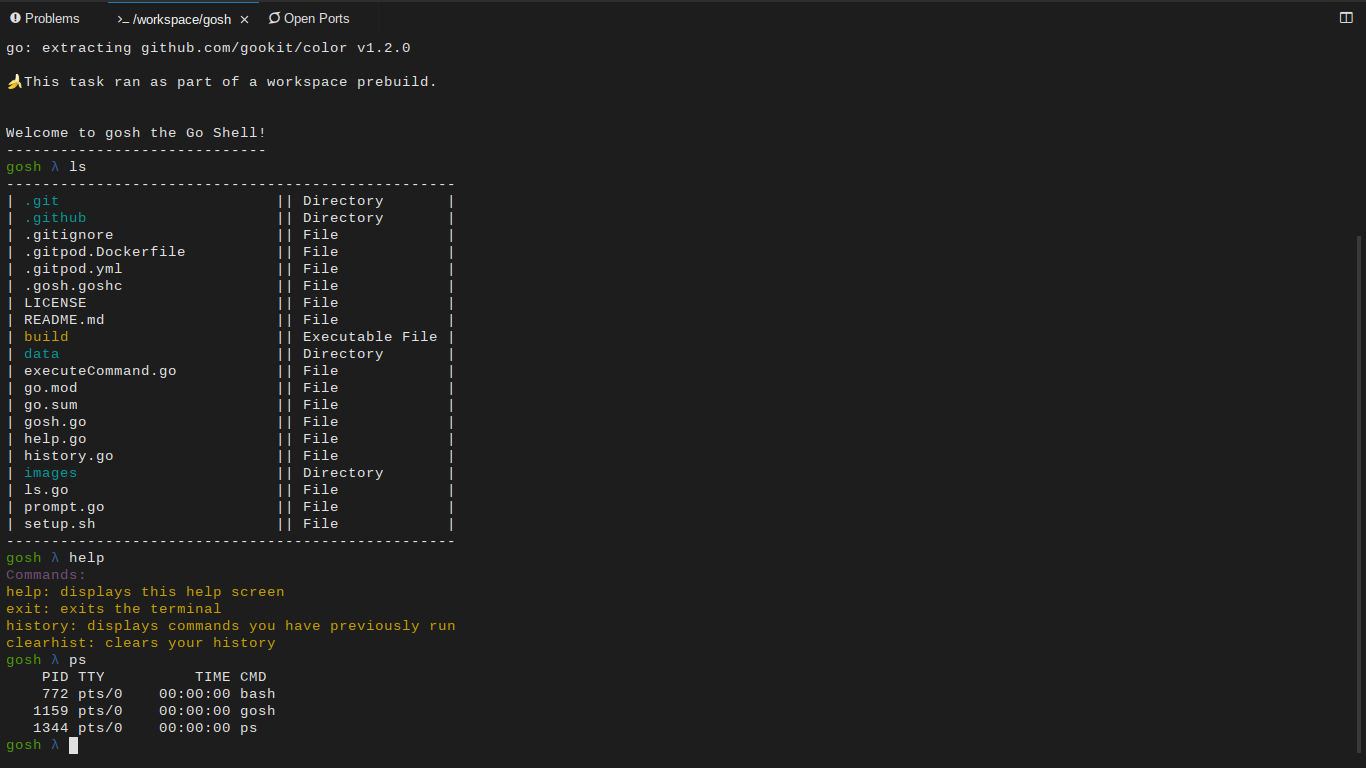 Problems
>_ /workspace/gosh ×
Open Ports
go: extracting github.com/gookit/color v1.2.0
🍌This task ran as part of a workspace prebuild.
Welcome to gosh the Go Shell!
-----------------------------
gosh λ ls
--------------------------------------------------
| .git                        || Directory       |
| .github                     || Directory       |
| .gitignore                  || File            |
| .gitpod.Dockerfile          || File            |
| .gitpod.yml                 || File            |
| .gosh.goshc                 || File            |
| LICENSE                     || File            |
| README.md                   || File            |
| build                       || Executable File |
| data                        || Directory       |
| executeCommand.go           || File            |
| go.mod                      || File            |
| go.sum                      || File            |
| gosh.go                     || File            |
| help.go                     || File            |
| history.go                  || File            |
| images                      || Directory       |
| ls.go                       || File            |
| prompt.go                   || File            |
| setup.sh                    || File            |
--------------------------------------------------
gosh λ help
Commands:
help: displays this help screen
exit: exits the terminal
history: displays commands you have previously run
clearhist: clears your history
gosh λ ps
    PID TTY          TIME CMD
    772 pts/0    00:00:00 bash
   1159 pts/0    00:00:00 gosh
   1344 pts/0    00:00:00 ps
gosh λ